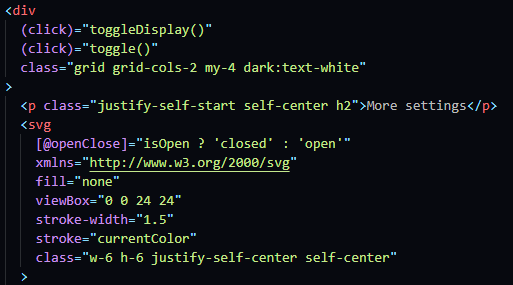 <div
(click)="toggleDisplay()"
(click)="toggle()"
class="grid grid-cols-2 my-4 dark:text-white"
>
<p class="justify-self-start self-center h2">More settings</p>
<svg
[@openClose]="isOpen ? 'closed' : 'open'"
xmlns="http://www.w3.org/2000/svg"
fill="none"
viewBox="0 0 24 24"
stroke-width="1.5"
stroke="currentColor"
class="w-6 h-6 justify-self-center self-center"
>